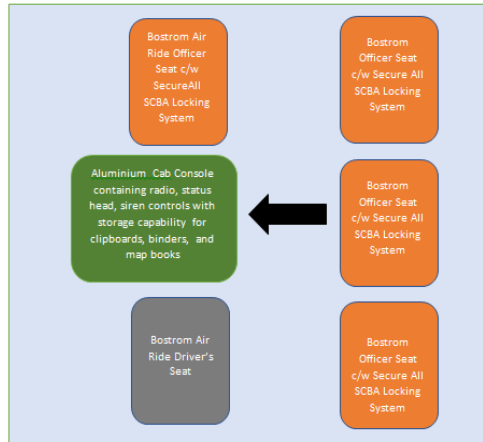 Bostrom Air
Ride Officer
Seat c/w
SecureAll
SCBA Locking
System
Bostrom
Officer Seat
c/w Secure All
SCBA Locking
System
Aluminium Cab Console
containing radio, status
head, siren controls with
storage capability for
clipboards, binders, and
map books
Bostrom
Officer Seat
c/w Secure All
SCBA Locking
System
Bostrom Air
Ride Driver's
Seat
Bostrom
Officer Seat
c/w Secure All
SCBA Locking
System